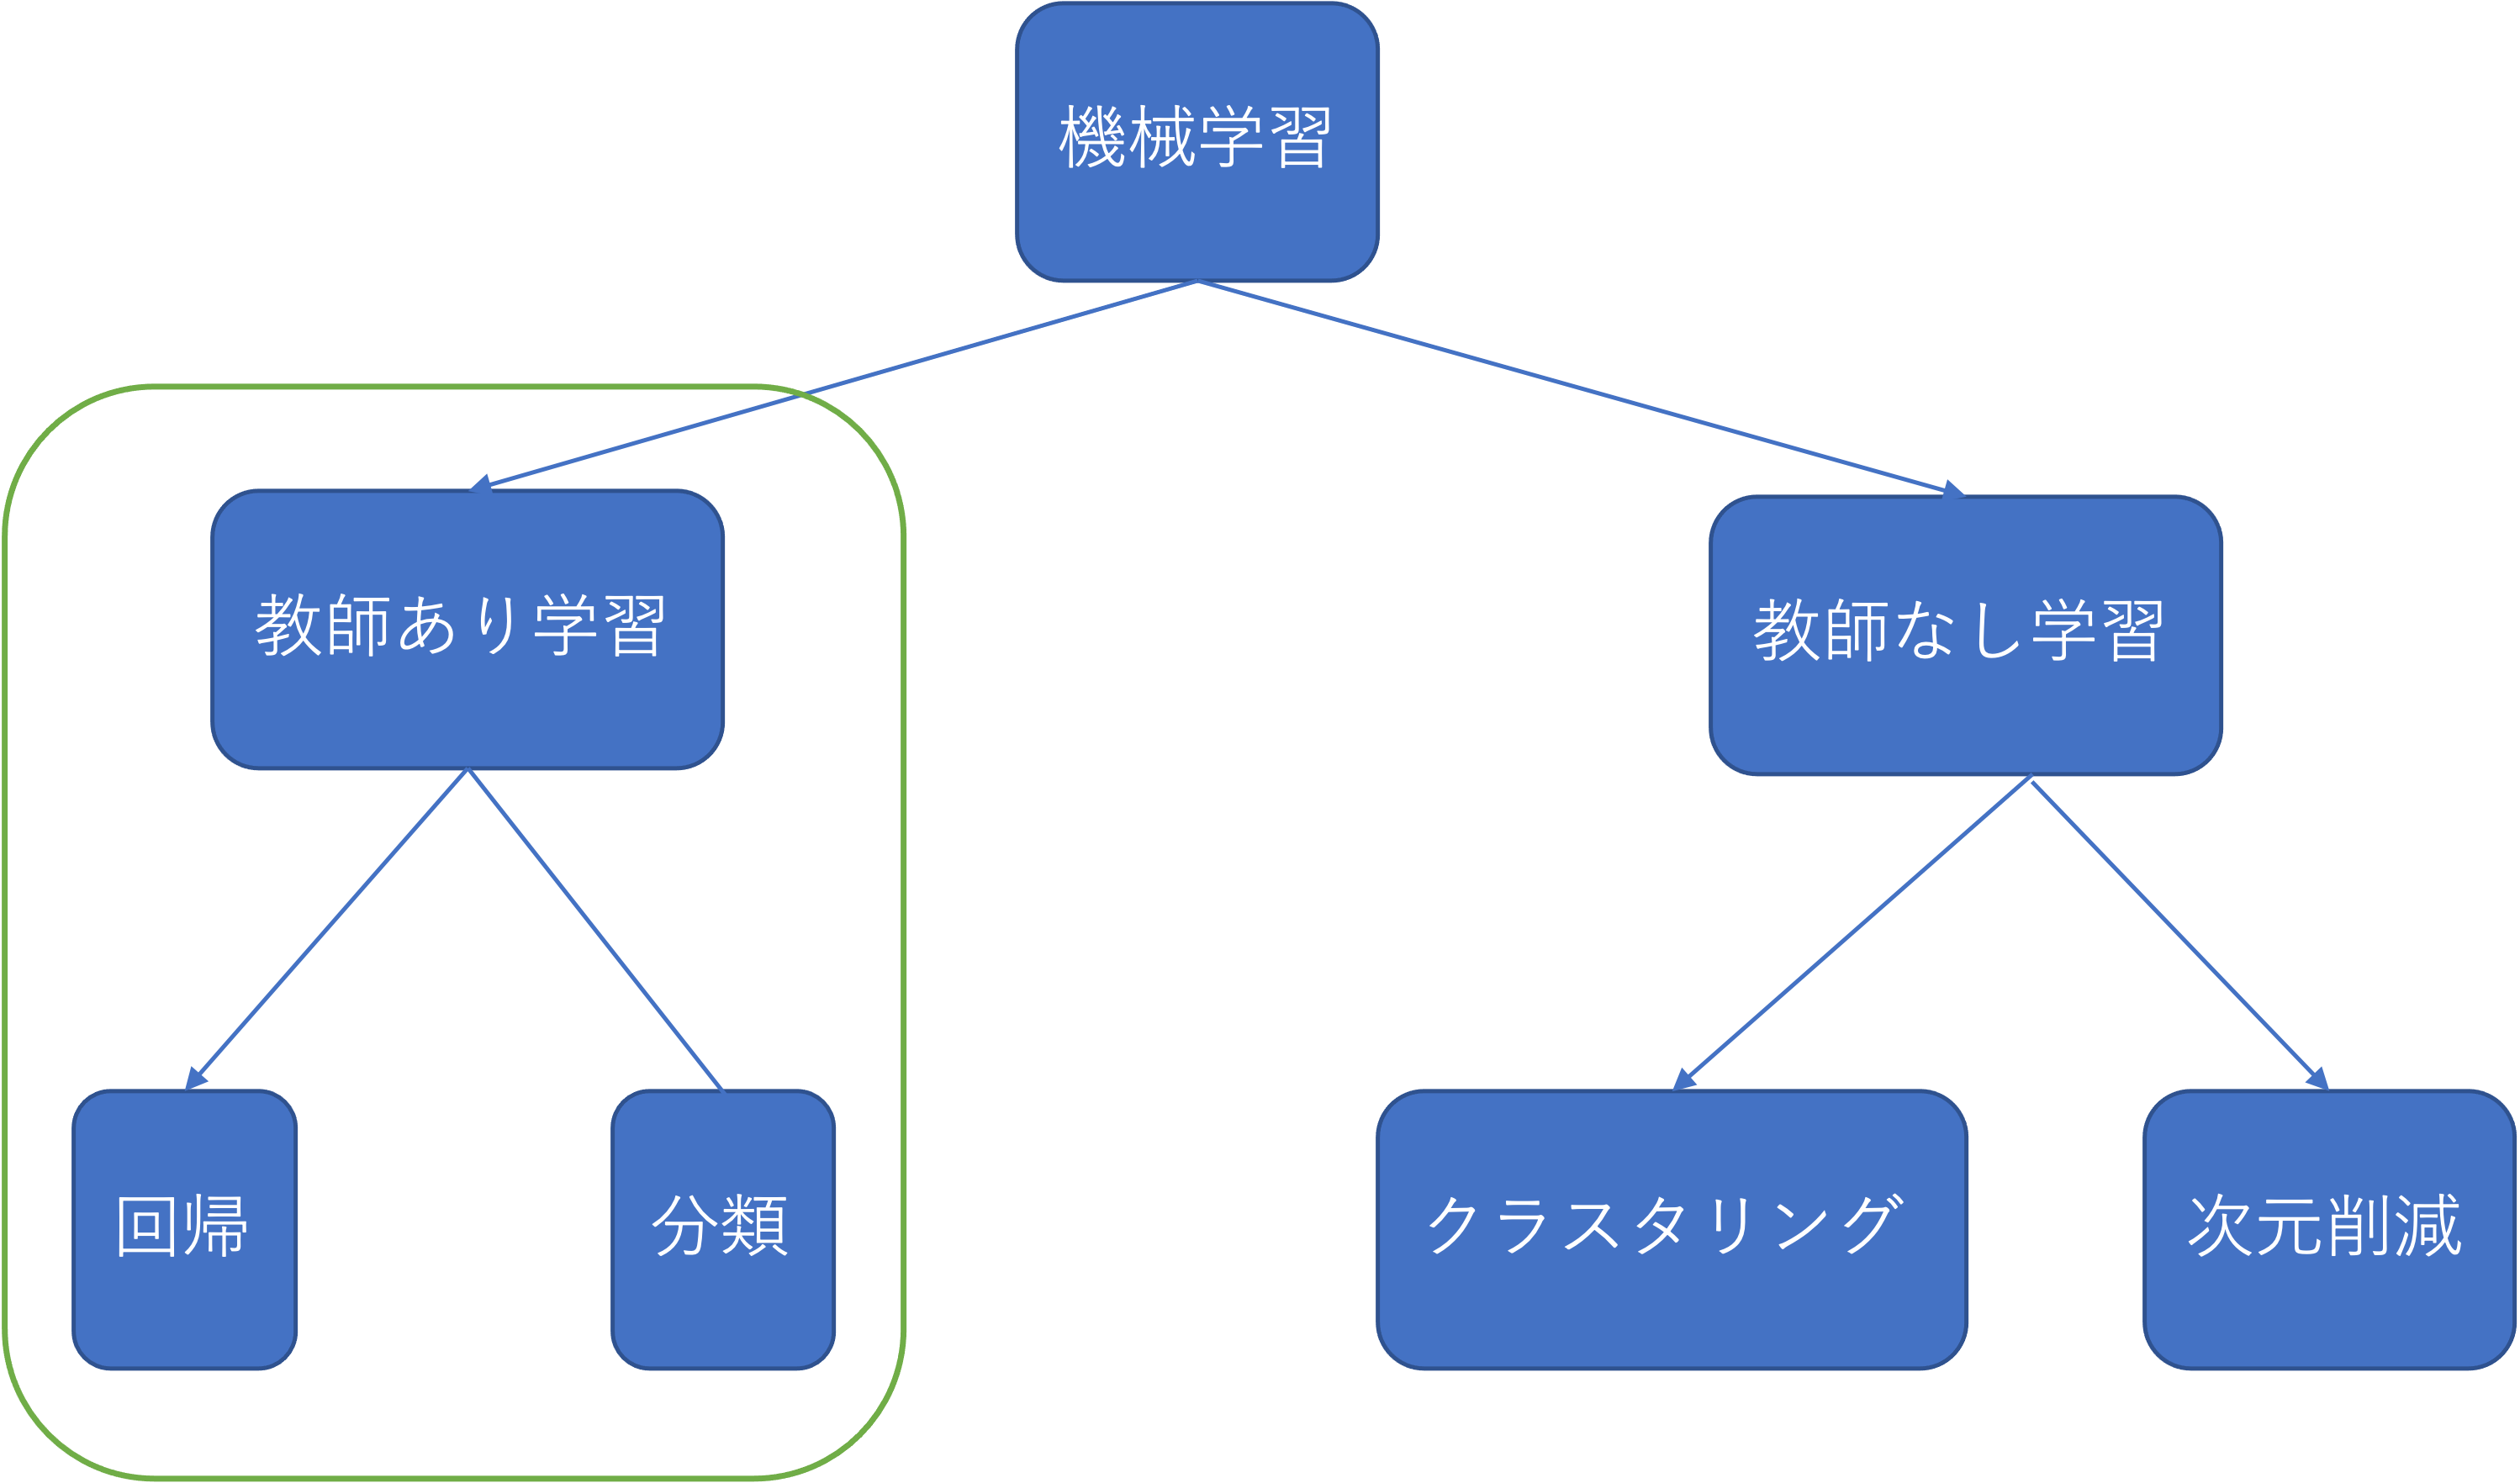 機械学習
教師あり学習
教師なし学習
回帰
分類
クラスタリング
次元削減